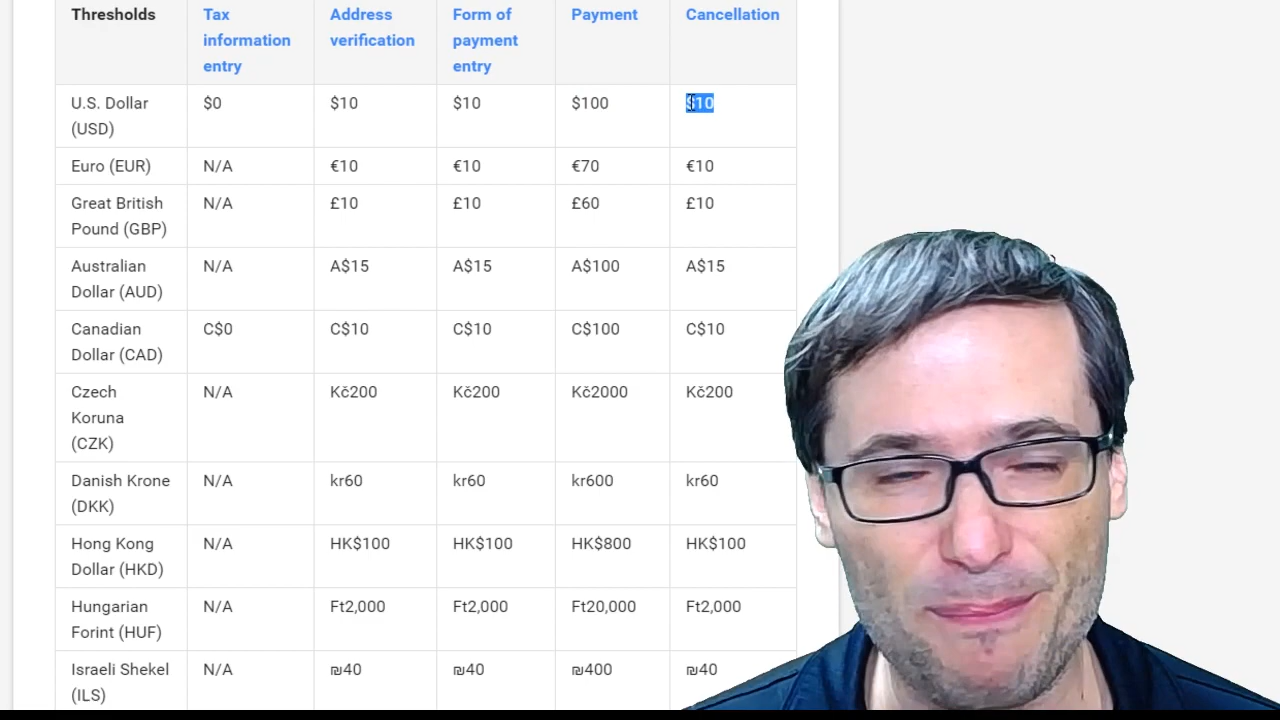 Thresholds Tax information entry Address verification Form of payment entry Payment Cancellation
U.S. Dollar (USD) $0 $10 $10 $100 $10
Euro (EUR) N/A €10 €10 €70 €10
Great British Pound (GBP) N/A £10 £10 £60 £10
Australian Dollar (AUD) N/A A$15 A$15 A$100 A$15
Canadian Dollar (CAD) C$0 C$10 C$10 C$100 C$10
Czech Koruna (CZK) N/A Kč200 Kč200 Kč2000 Kč200
Danish Krone (DKK) N/A kr60 kr60 kr600 kr60
Hong Kong Dollar (HKD) N/A HK$100 HK$100 HK$800 HK$100
Hungarian Forint (HUF) N/A Ft2,000 Ft2,000 Ft20,000 Ft2,000
Israeli Shekel (ILS) N/A ₪40 ₪40 ₪400 ₪40